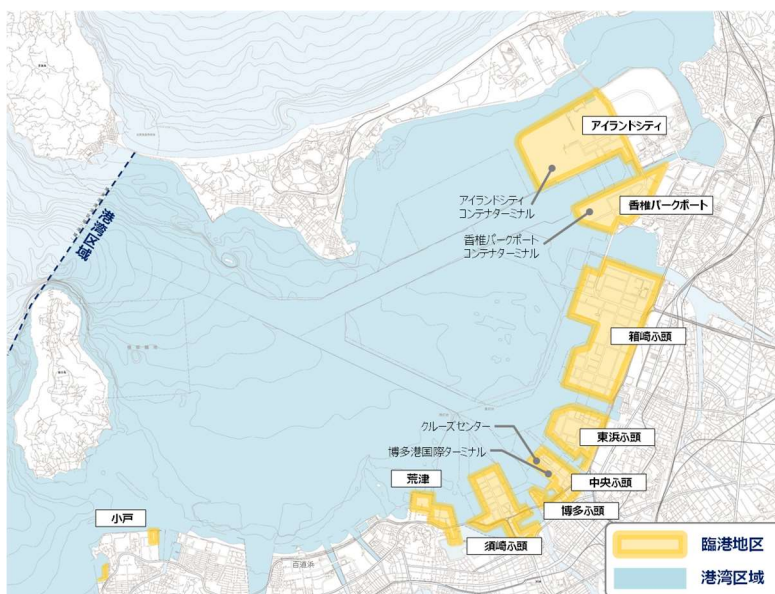 アイランドシティ
アイランドシティ
コンテナターミナル
香椎パークポート
香椎パークポート
コンテナターミナル
港湾区域
箱崎ふ頭
クルーズセンター
東浜ふ頭
博多港国際ターミナル
中央ふ頭
荒津
博多ふ頭
小戸
須崎ふ頭
百道浜
臨港地区
港湾区域